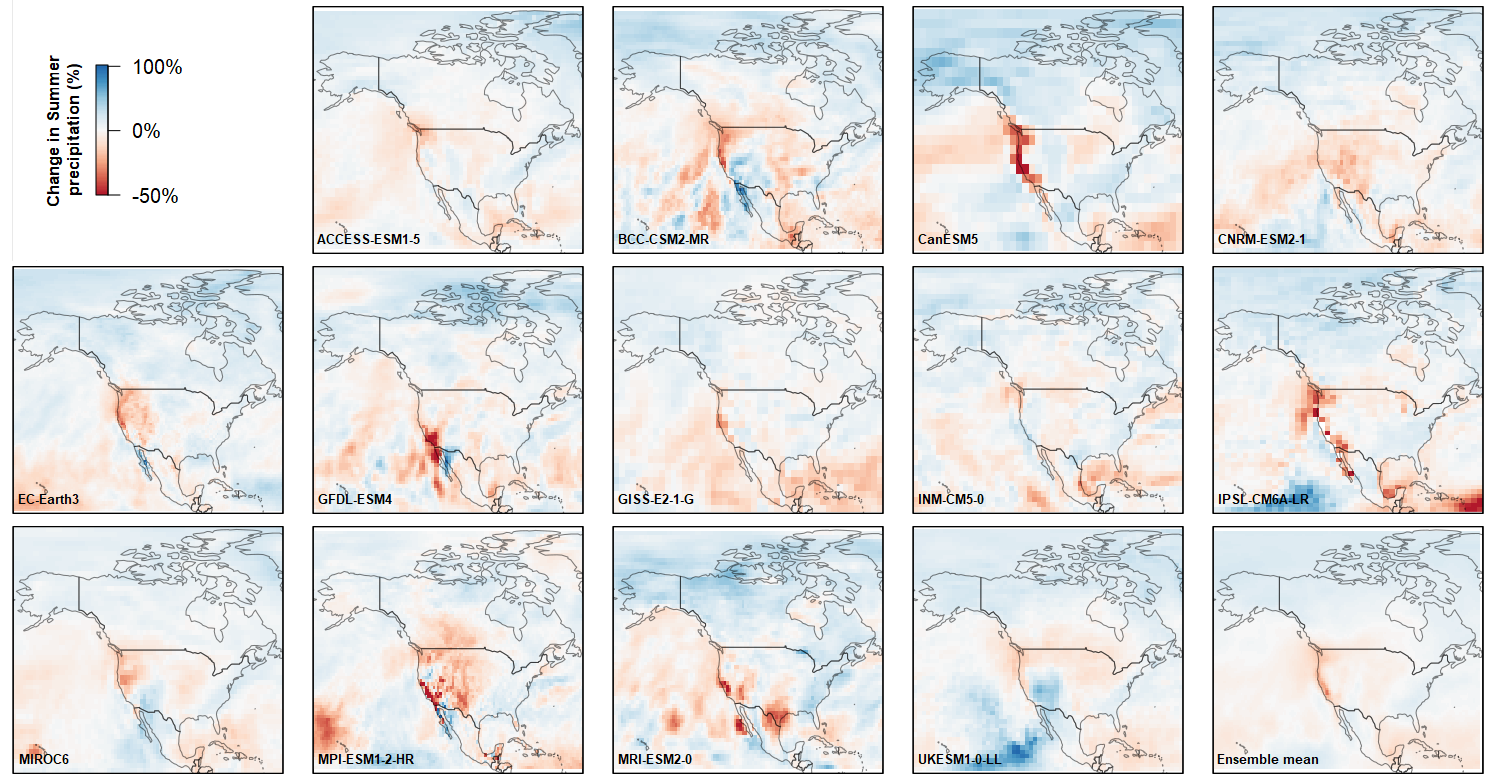 Change in Summer
precipitation (%)
100%
0%
-50%
ACCESS-ESM1-5
BCC-CSM2-MR
CanESM5
CNRM-ESM2-1
EC-Earth3
GFDL-ESM4
GISS-E2-1-G
INM-CM5-0
IPSL-CM6A-LR
MIROC6
MPI-ESM1-2-HR
MRI-ESM2-0
UKESM1-0-LL
Ensemble mean